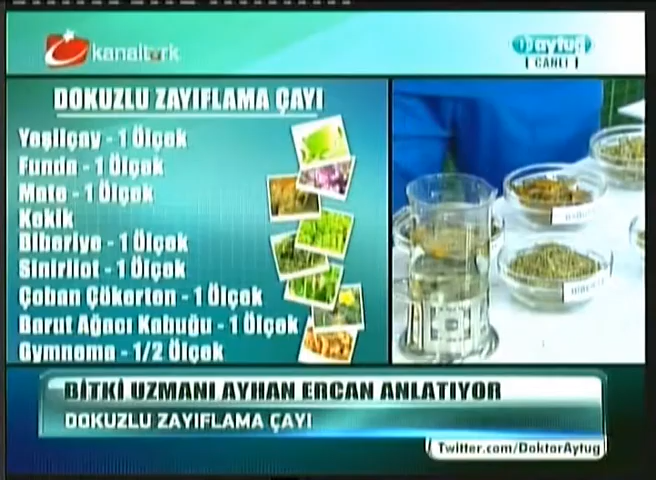 kanaltürk
Draytuğ
CANLI
DOKUZLU ZAYIFLAMA ÇAYI
Yeşilçay - 1 Ölçek
Funda - 1 Ölçek
Mate - 1 Ölçek
Kekik
Biberiye - 1 Ölçek
Sinirliot - 1 Ölçek
Çoban Çökerten - 1 Ölçek
Barut Ağacı Kabuğu - 1 Ölçek
Gymnema - 1/2 Ölçek
BİTKİ UZMANI AYHAN ERCAN ANLATIYOR
DOKUZLU ZAYIFLAMA ÇAYI
Twitter.com/DoktorAytug